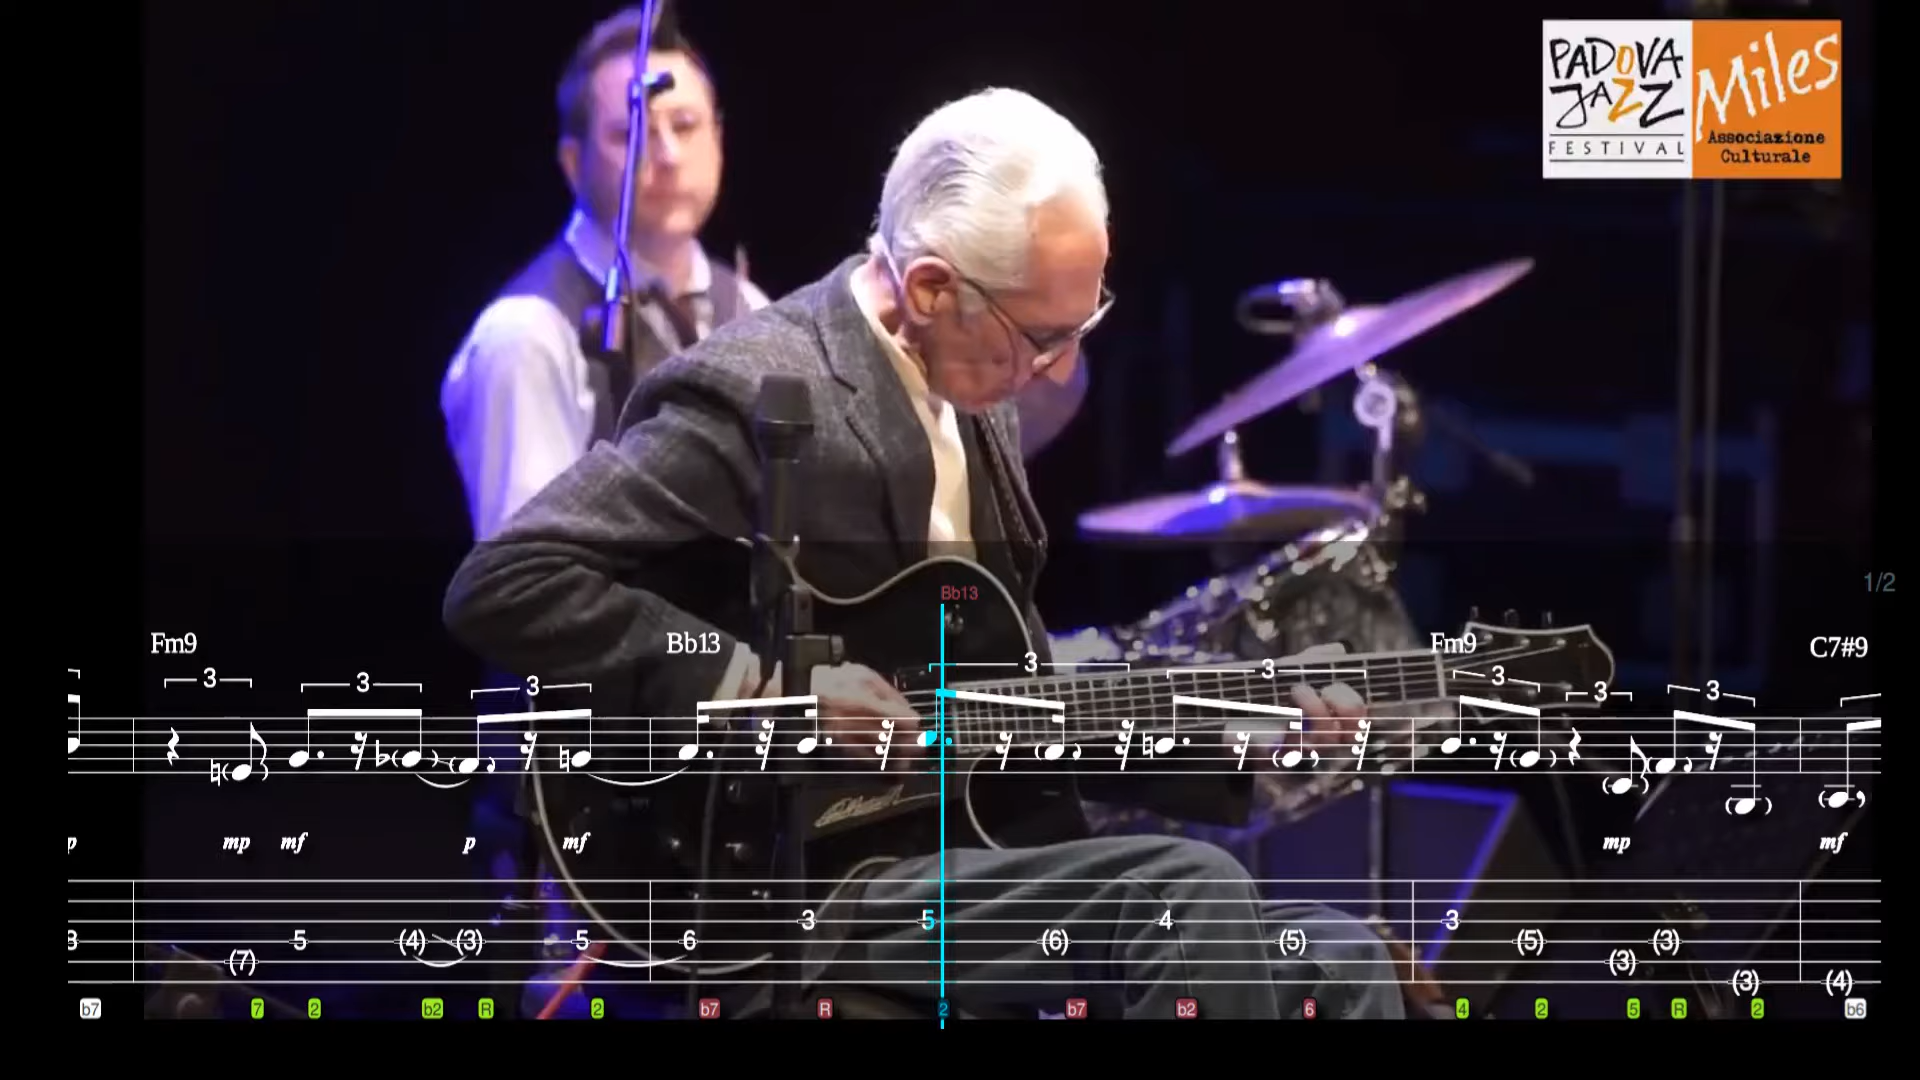 PADOVA
JAZZ
FESTIVAL
Miles
Associazione
Culturale
1/2
Bb13
Fm9 Bb13 Fm9 C7#9
3 3 3 3 3 3 3 3
p mp mf p mf mp mf
8 (7) 5 (4) (3) 5 6 3 5 (6) 4 (5) 3 (5) (3) (3) (3) (4)
b7 7 2 b2 R 2 b7 R 2 b7 b2 6 4 2 5 R 2 b6